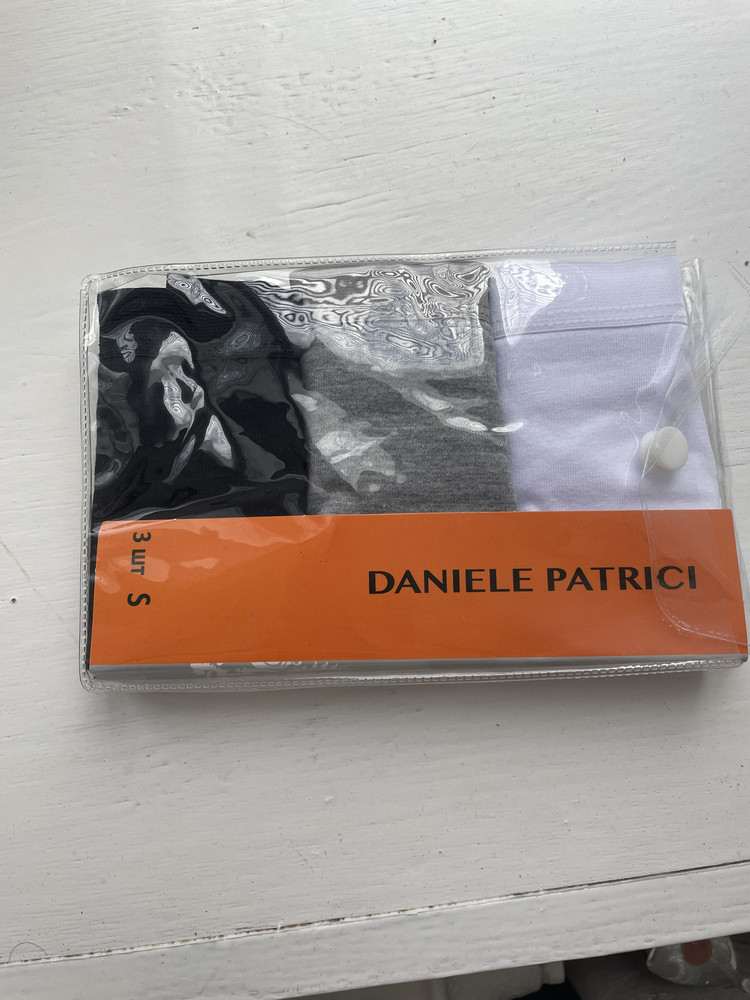 3 шт S
DANIELE PATRICI